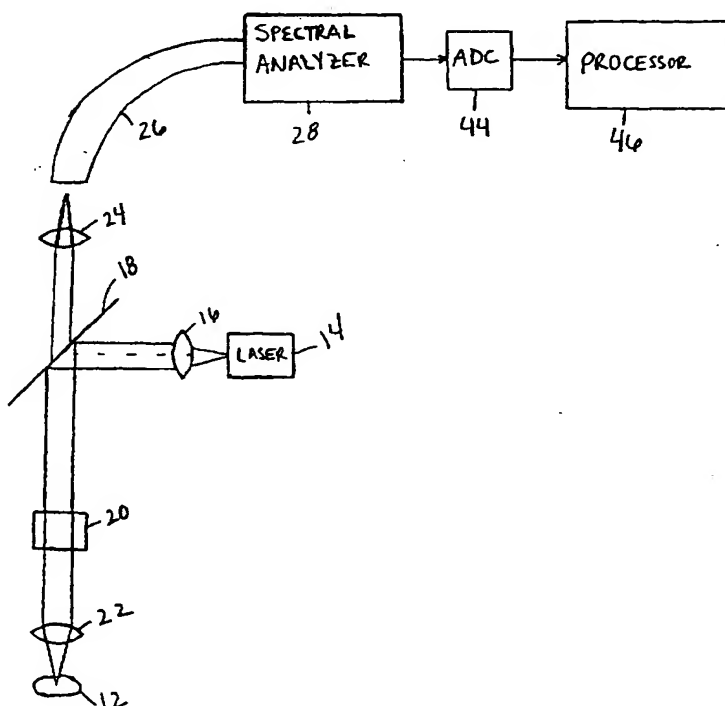 SPECTRAL
ANALYZER
ADC
PROCESSOR
26
28
44
46
24
18
16
LASER
14
20
22
12